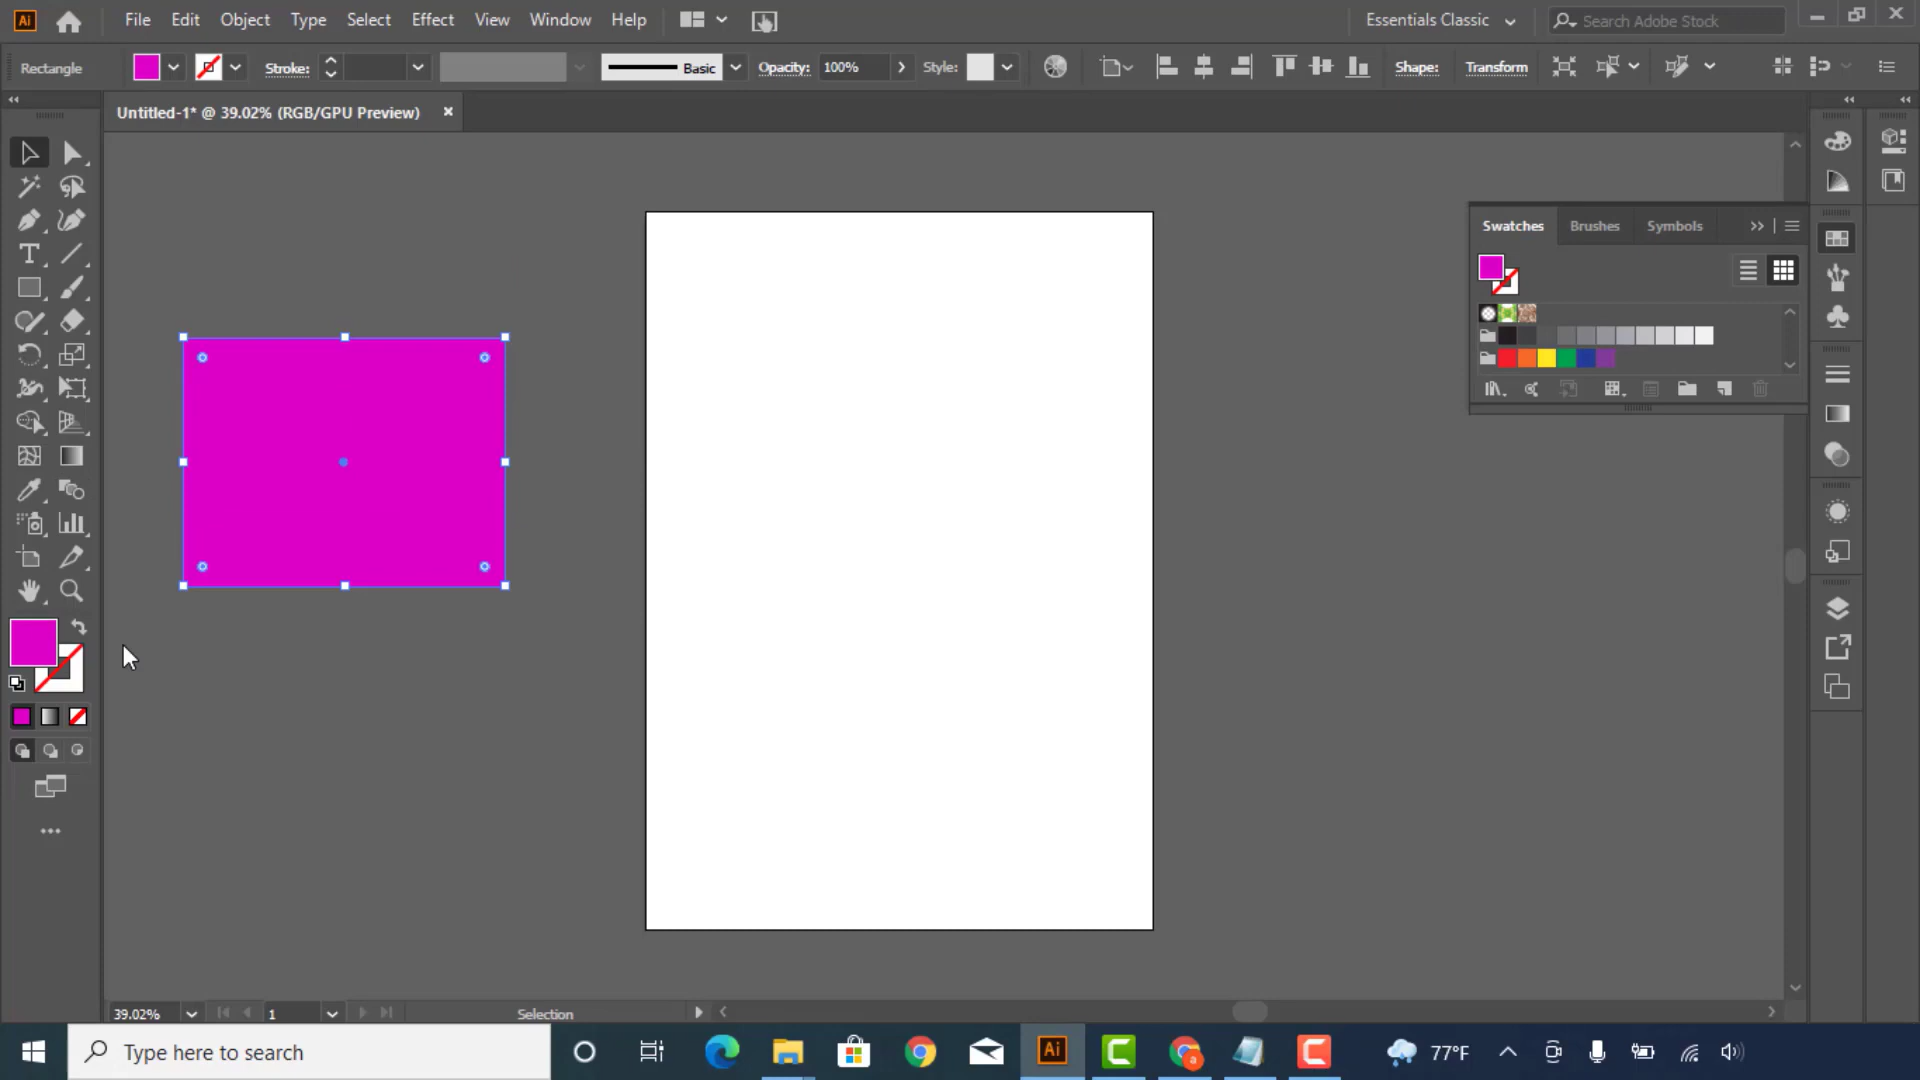 Ai File Edit Object Type Select Effect View Window Help Essentials Classic Search Adobe Stock
Rectangle Stroke: Basic Opacity: 100% Style: Shape: Transform
Untitled-1* @ 39.02% (RGB/GPU Preview)
Swatches Brushes Symbols
T
39.02% 1 Selection
Type here to search Ai 77°F